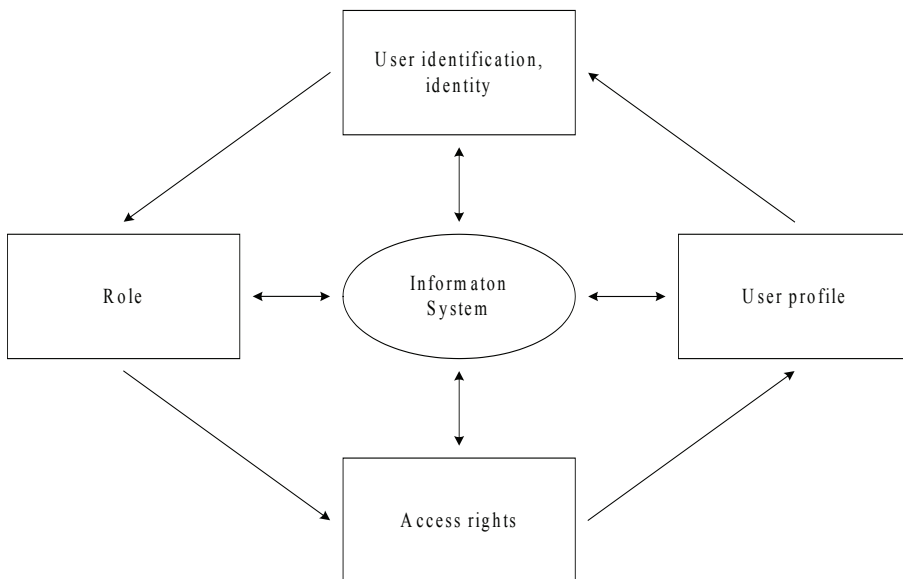 User identification,
identity
Role
Informaton
System
User profile
Access rights